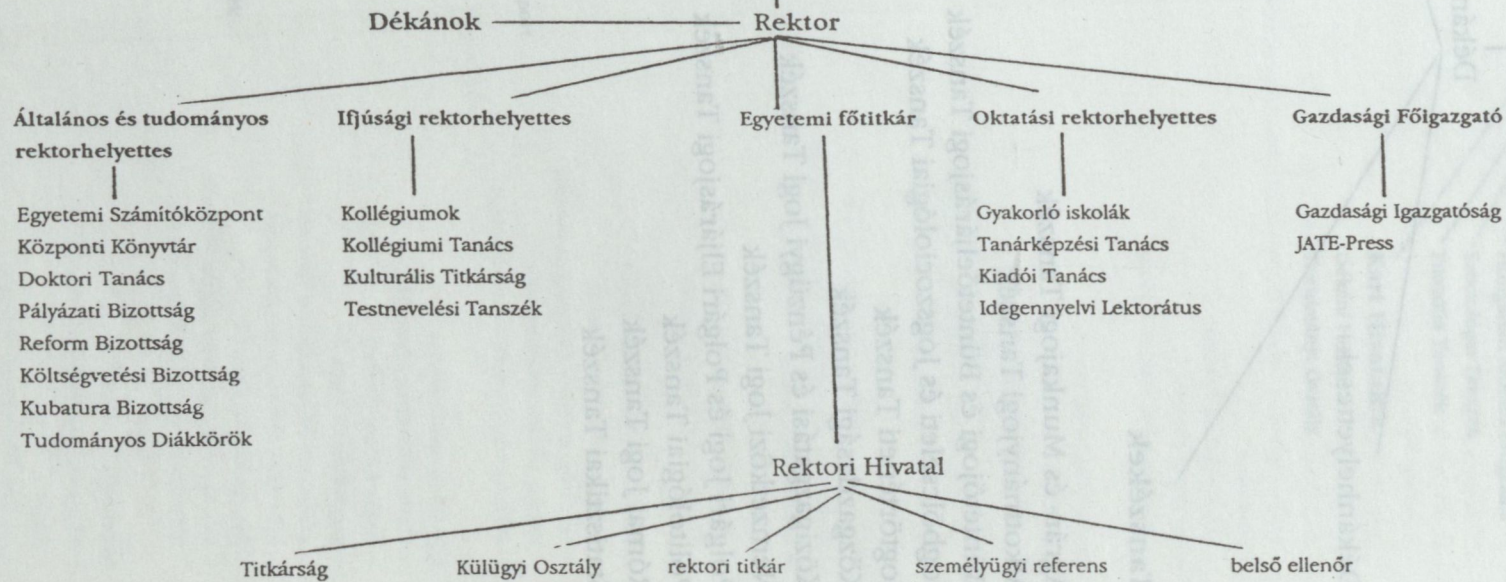 Dékánok Rektor
Általános és tudományos
rektorhelyettes
Ifjúsági rektorhelyettes
Egyetemi főtitkár
Oktatási rektorhelyettes
Gazdasági Főigazgató
Egyetemi Számítóközpont
Központi Könyvtár
Doktori Tanács
Pályázati Bizottság
Reform Bizottság
Költségvetési Bizottság
Kubatura Bizottság
Tudományos Diákkörök
Kollégiumok
Kollégiumi Tanács
Kulturális Titkárság
Testnevelési Tanszék
Gyakorló iskolák
Tanárképzési Tanács
Kiadói Tanács
Idegennyelvi Lektorátus
Gazdasági Igazgatóság
JATE-Press
Rektori Hivatal
Titkárság
Külügyi Osztály
rektori titkár
személyügyi referens
belső ellenőr